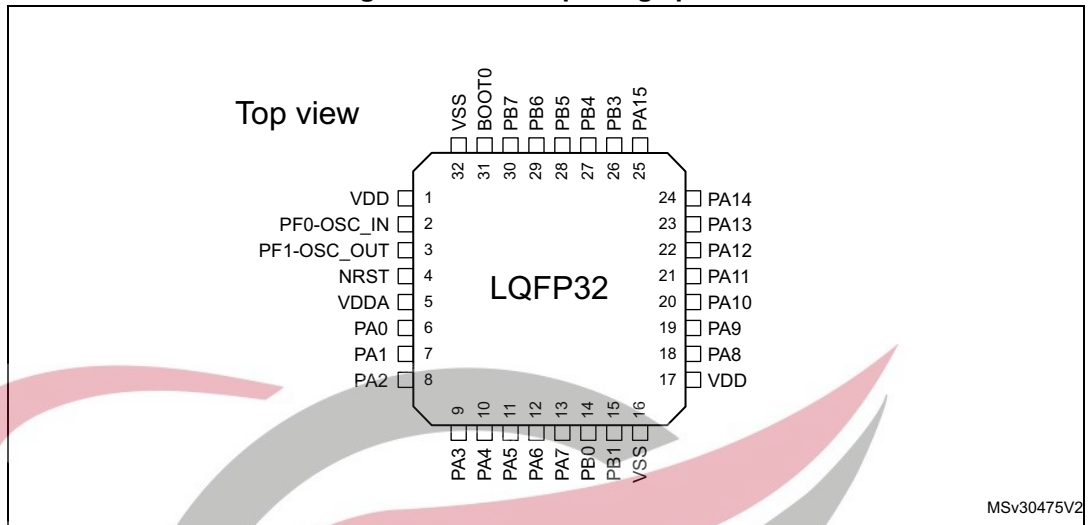 Top view
VSS
BOOT0
PB7
PB6
PB5
PB4
PB3
PA15
32
31
30
29
28
27
26
25
VDD 1
PF0-OSC_IN 2
PF1-OSC_OUT 3
NRST 4
VDDA 5
PA0 6
PA1 7
PA2 8
LQFP32
24 PA14
23 PA13
22 PA12
21 PA11
20 PA10
19 PA9
18 PA8
17 VDD
9
10
11
12
13
14
15
16
PA3
PA4
PA5
PA6
PA7
PB0
PB1
VSS
MSv30475V2